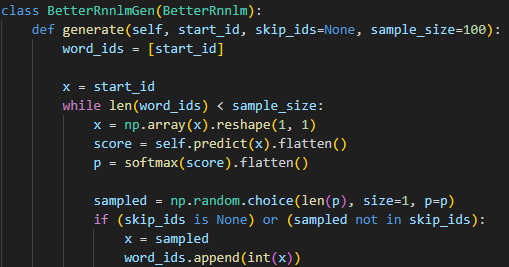 class BetterRnnlmGen(BetterRnnlm):
    def generate(self, start_id, skip_ids=None, sample_size=100):
        word_ids = [start_id]

        x = start_id
        while len(word_ids) < sample_size:
            x = np.array(x).reshape(1, 1)
            score = self.predict(x).flatten()
            p = softmax(score).flatten()

            sampled = np.random.choice(len(p), size=1, p=p)
            if (skip_ids is None) or (sampled not in skip_ids):
                x = sampled
                word_ids.append(int(x))